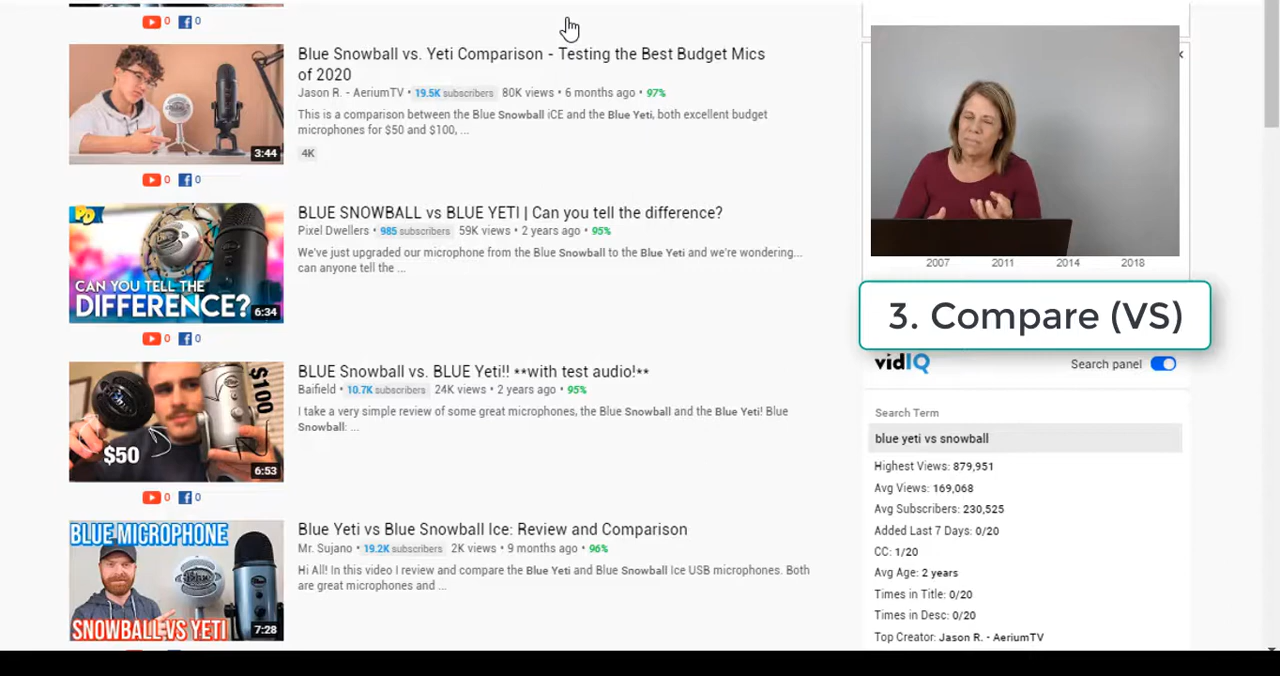 0 0
Blue Snowball vs. Yeti Comparison - Testing the Best Budget Mics
of 2020
Jason R. - AeriumTV • 19.5K subscribers 80K views • 6 months ago • 97%
This is a comparison between the Blue Snowball iCE and the Blue Yeti, both excellent budget
microphones for $50 and $100, ...
4K
3:44
0 0
BLUE SNOWBALL vs BLUE YETI | Can you tell the difference?
Pixel Dwellers • 985 subscribers 59K views • 2 years ago • 95%
We've just upgraded our microphone from the Blue Snowball to the Blue Yeti and we're wondering...
can anyone tell the ...
PD
CAN YOU TELL THE
DIFFERENCE?
6:34
0 0
BLUE Snowball vs. BLUE Yeti!! **with test audio!**
Baifield • 10.7K subscribers 24K views • 2 years ago • 95%
I take a very simple review of some great microphones, the Blue Snowball and the Blue Yeti! Blue
Snowball: ...
$100
$50
6:53
0 0
Blue Yeti vs Blue Snowball Ice: Review and Comparison
Mr. Sujano • 19.2K subscribers 2K views • 9 months ago • 96%
Hi All! In this video I review and compare the Blue Yeti and Blue Snowball Ice USB microphones. Both
are great microphones and ...
BLUE MICROPHONE
SNOWBALL VS YETI
7:28
2007 2011 2014 2018
3. Compare (VS)
vidIQ Search panel
Search Term
blue yeti vs snowball
Highest Views: 879,951
Avg Views: 169,068
Avg Subscribers: 230,525
Added Last 7 Days: 0/20
CC: 1/20
Avg Age: 2 years
Times in Title: 0/20
Times in Desc: 0/20
Top Creator: Jason R. - AeriumTV